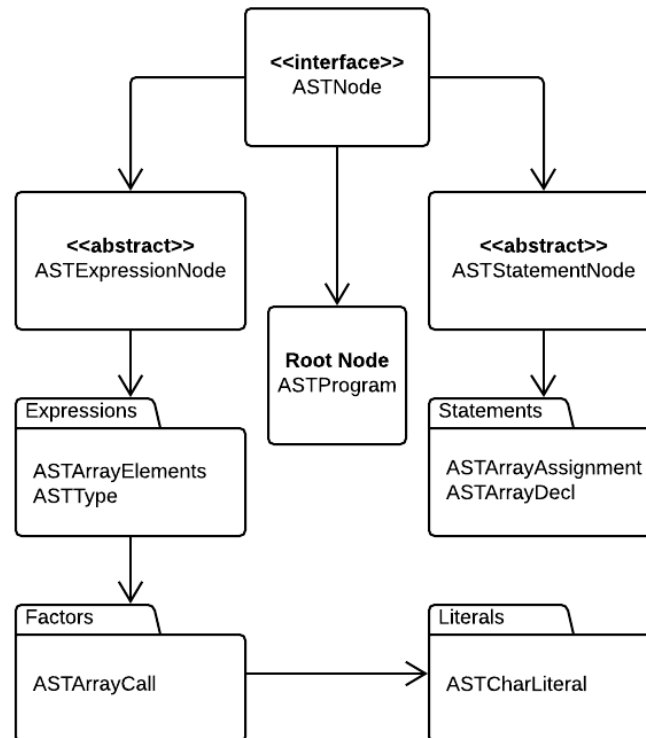 <<interface>>
ASTNode
<<abstract>>
ASTExpressionNode
<<abstract>>
ASTStatementNode
Root Node
ASTProgram
Expressions
ASTArrayElements
ASTType
Statements
ASTArrayAssignment
ASTArrayDecl
Factors
ASTArrayCall
Literals
ASTCharLiteral